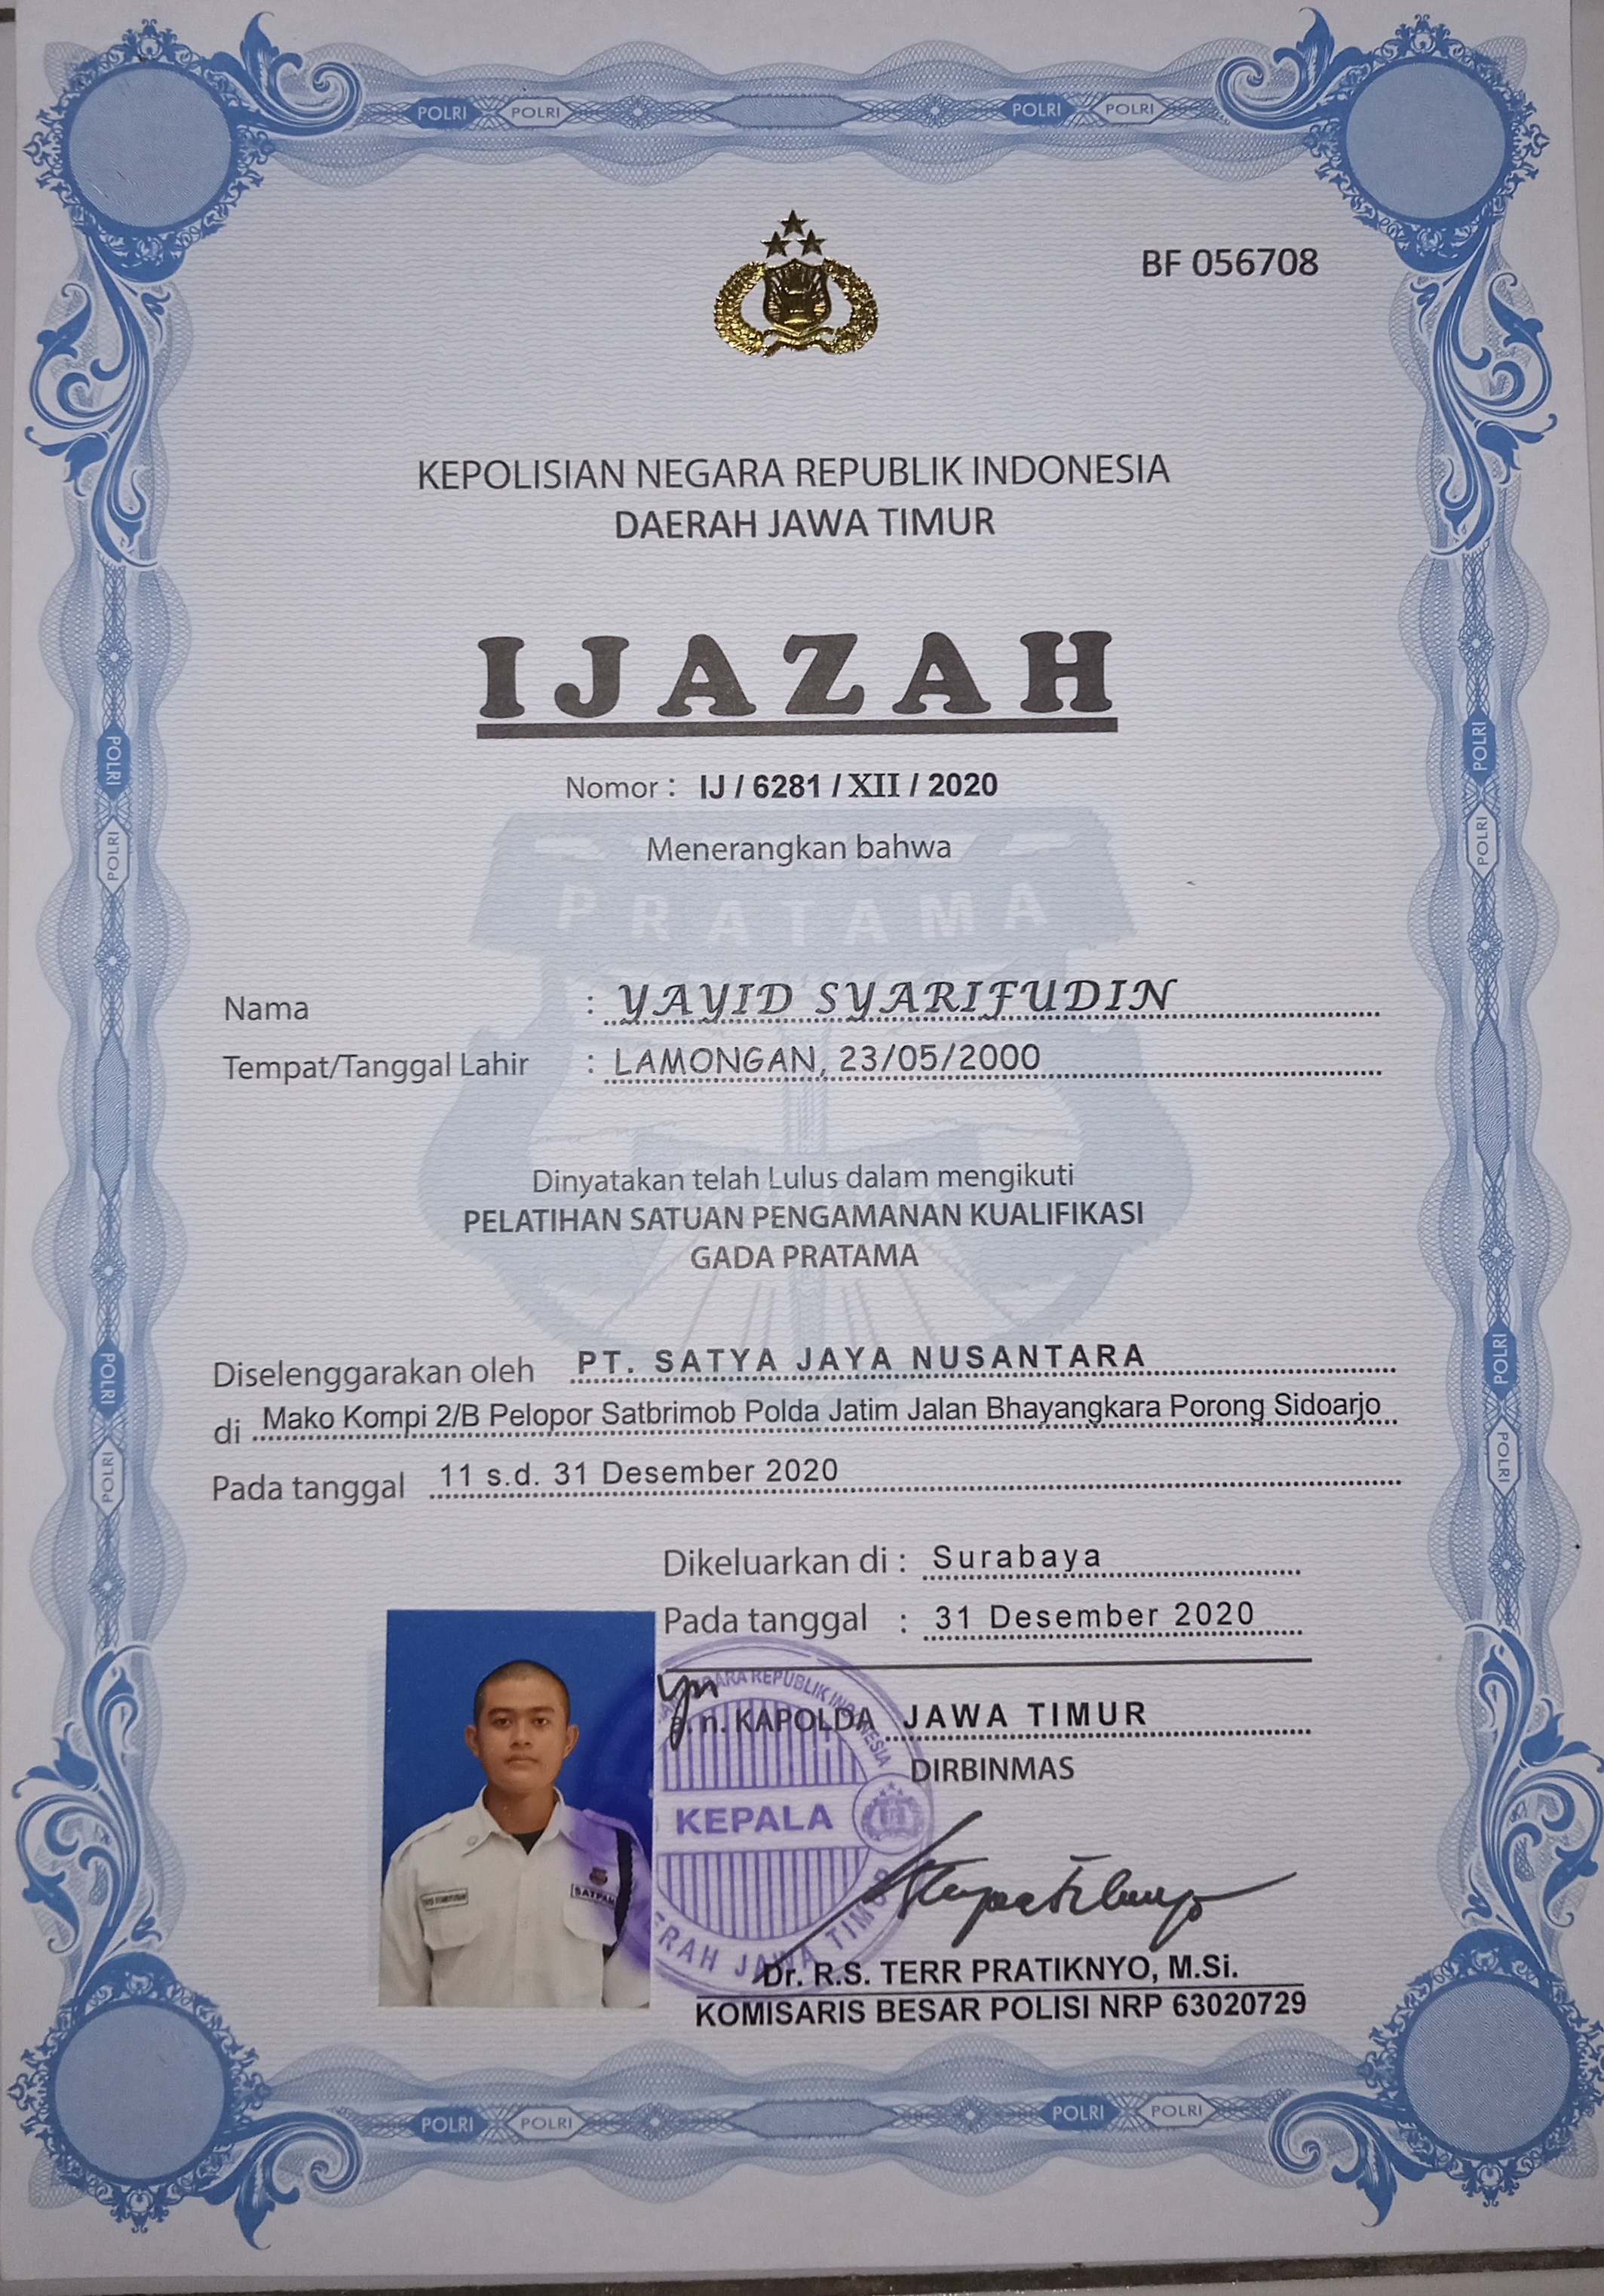 POLRI POLRI POLRI POLRI
BF 056708
KEPOLISIAN NEGARA REPUBLIK INDONESIA
DAERAH JAWA TIMUR
IJAZAH
Nomor : IJ / 6281 / XII / 2020
Menerangkan bahwa
PRATAMA
Nama : YAYID SYARIFUDIN
Tempat/Tanggal Lahir : LAMONGAN, 23/05/2000
Dinyatakan telah Lulus dalam mengikuti
PELATIHAN SATUAN PENGAMANAN KUALIFIKASI
GADA PRATAMA
Diselenggarakan oleh PT. SATYA JAYA NUSANTARA
di Mako Kompi 2/B Pelopor Satbrimob Polda Jatim Jalan Bhayangkara Porong Sidoarjo
Pada tanggal 11 s.d. 31 Desember 2020
Dikeluarkan di : Surabaya
Pada tanggal : 31 Desember 2020
a.n. KAPOLDA JAWA TIMUR
DIRBINMAS
REPUBLIK INDONESIA
KEPALA
JAWA TIMUR
SATPAM
Dr. R.S. TERR PRATIKNYO, M.Si.
KOMISARIS BESAR POLISI NRP 63020729
POLRI POLRI POLRI POLRI
POLRI
POLRI
POLRI
POLRI
POLRI
POLRI
POLRI
POLRI